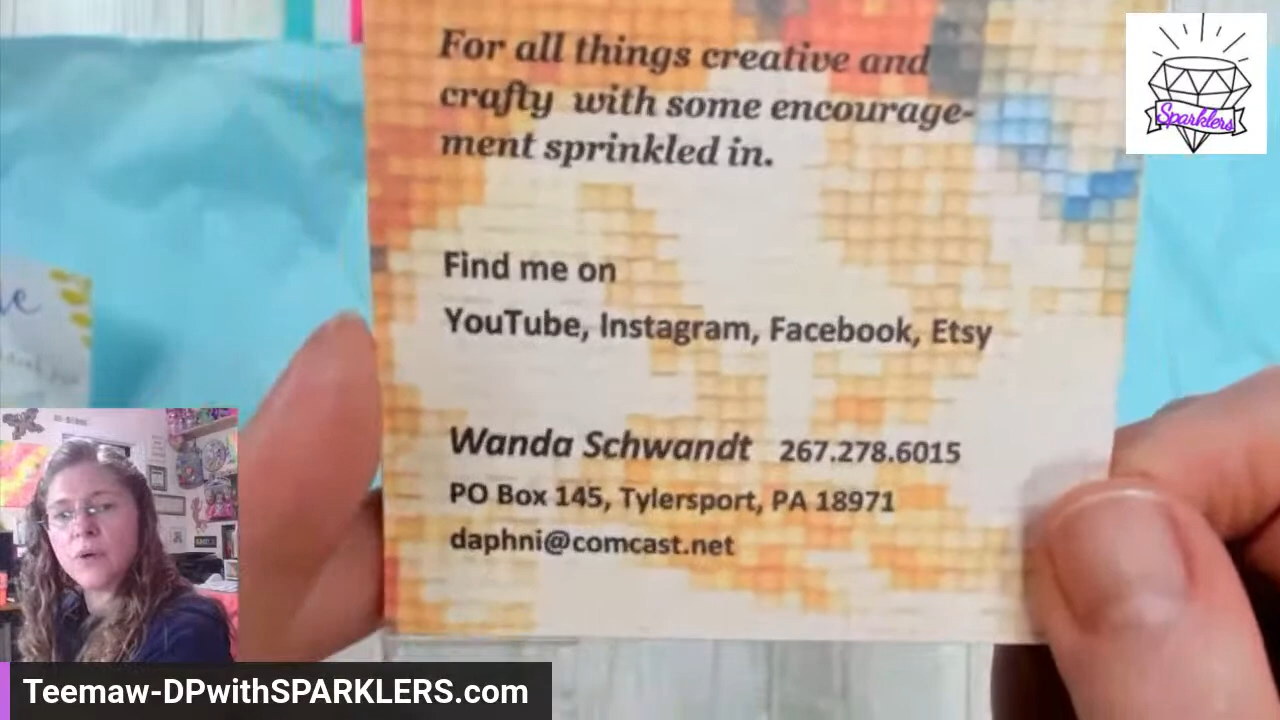 For all things creative and
crafty with some encourage-
ment sprinkled in.
Find me on
YouTube, Instagram, Facebook, Etsy
Wanda Schwandt 267.278.6015
PO Box 145, Tylersport, PA 18971
daphni@comcast.net
Sparklers
Teemaw-DPwithSPARKLERS.com